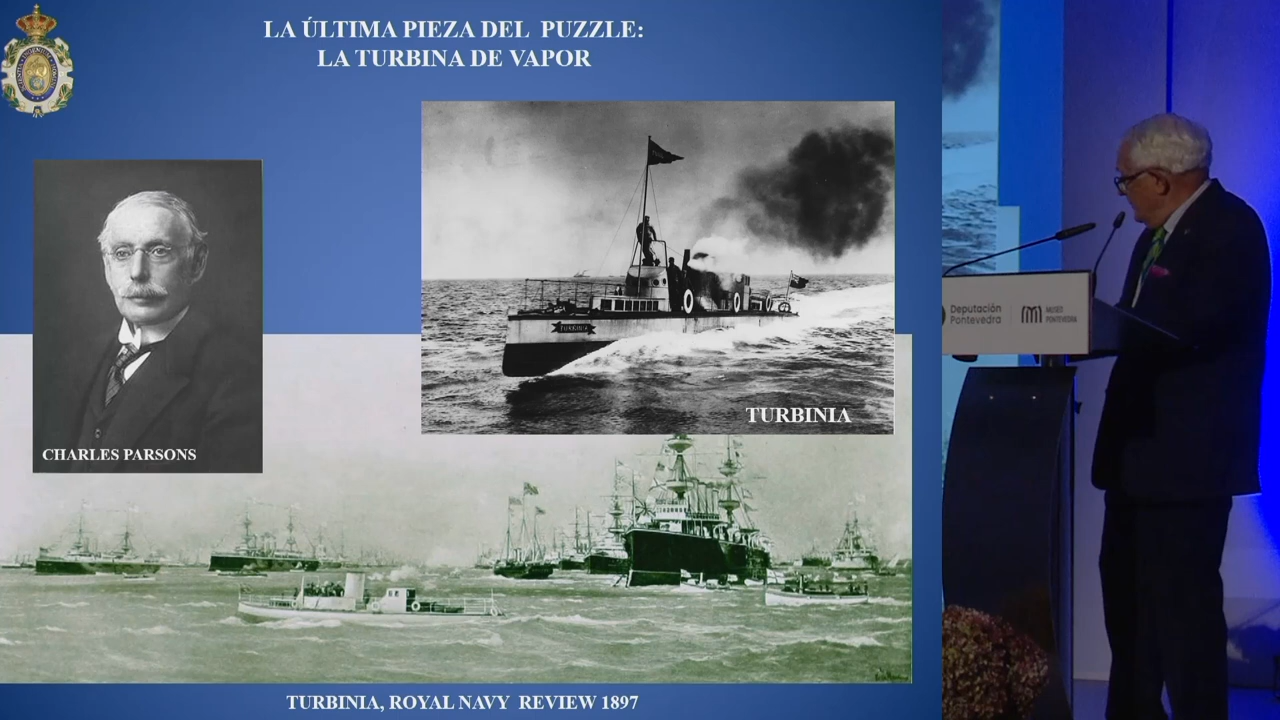 LA ÚLTIMA PIEZA DEL PUZZLE:
LA TURBINA DE VAPOR
TURBINIA
TURBINIA
CHARLES PARSONS
TURBINIA, ROYAL NAVY REVIEW 1897
Deputación
Pontevedra
MUSEO
PONTEVEDRA